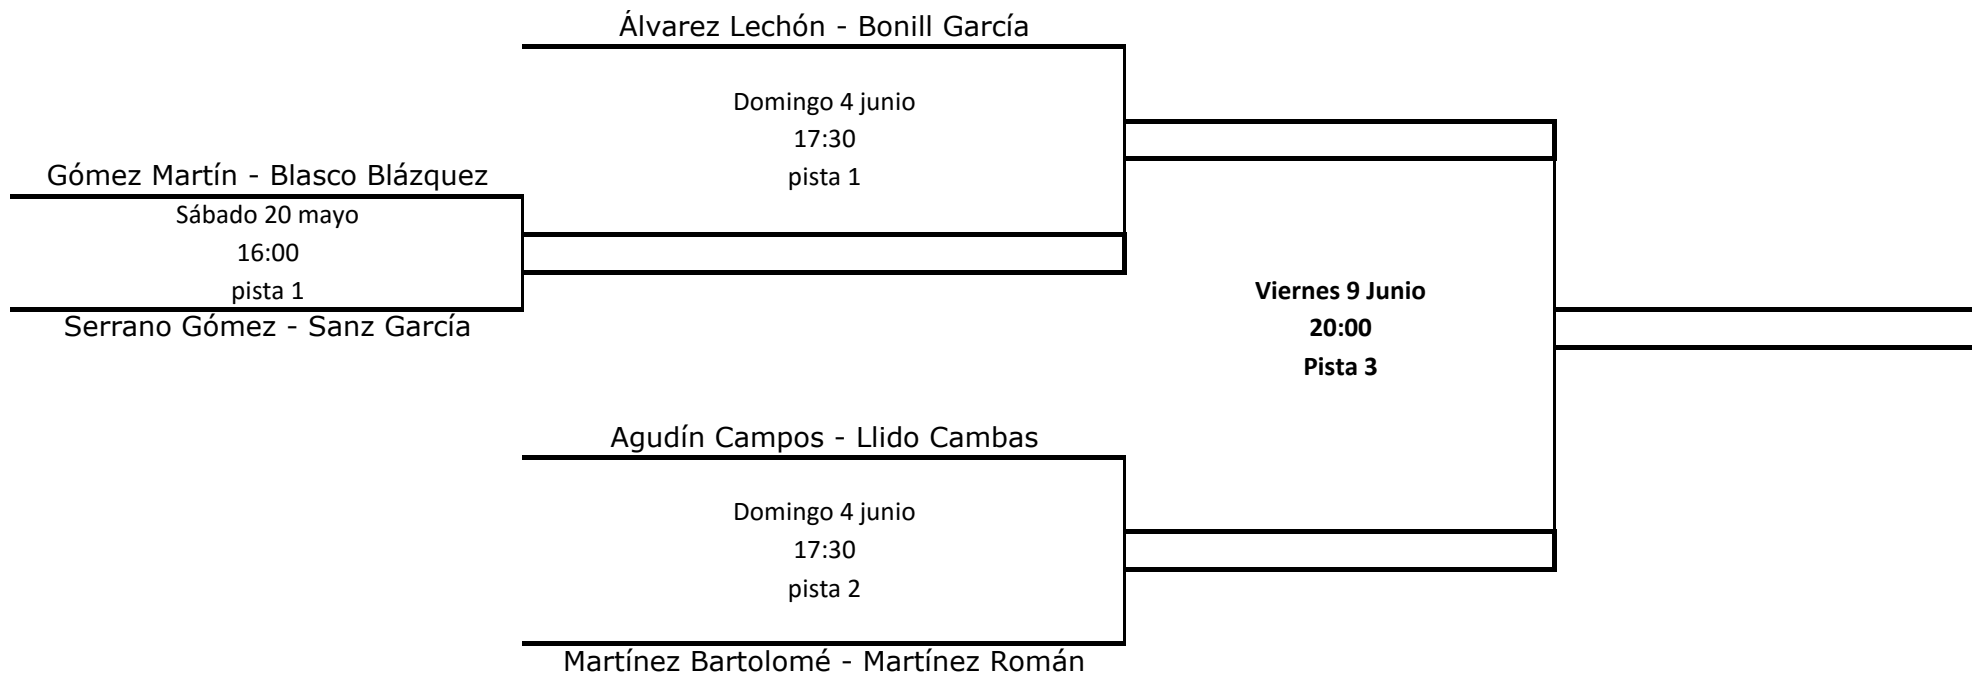 Álvarez Lechón - Bonill García
Domingo 4 junio
17:30
pista 1
Gómez Martín - Blasco Blázquez
Sábado 20 mayo
16:00
pista 1
Serrano Gómez - Sanz García
Viernes 9 Junio
20:00
Pista 3
Agudín Campos - Llido Cambas
Domingo 4 junio
17:30
pista 2
Martínez Bartolomé - Martínez Román